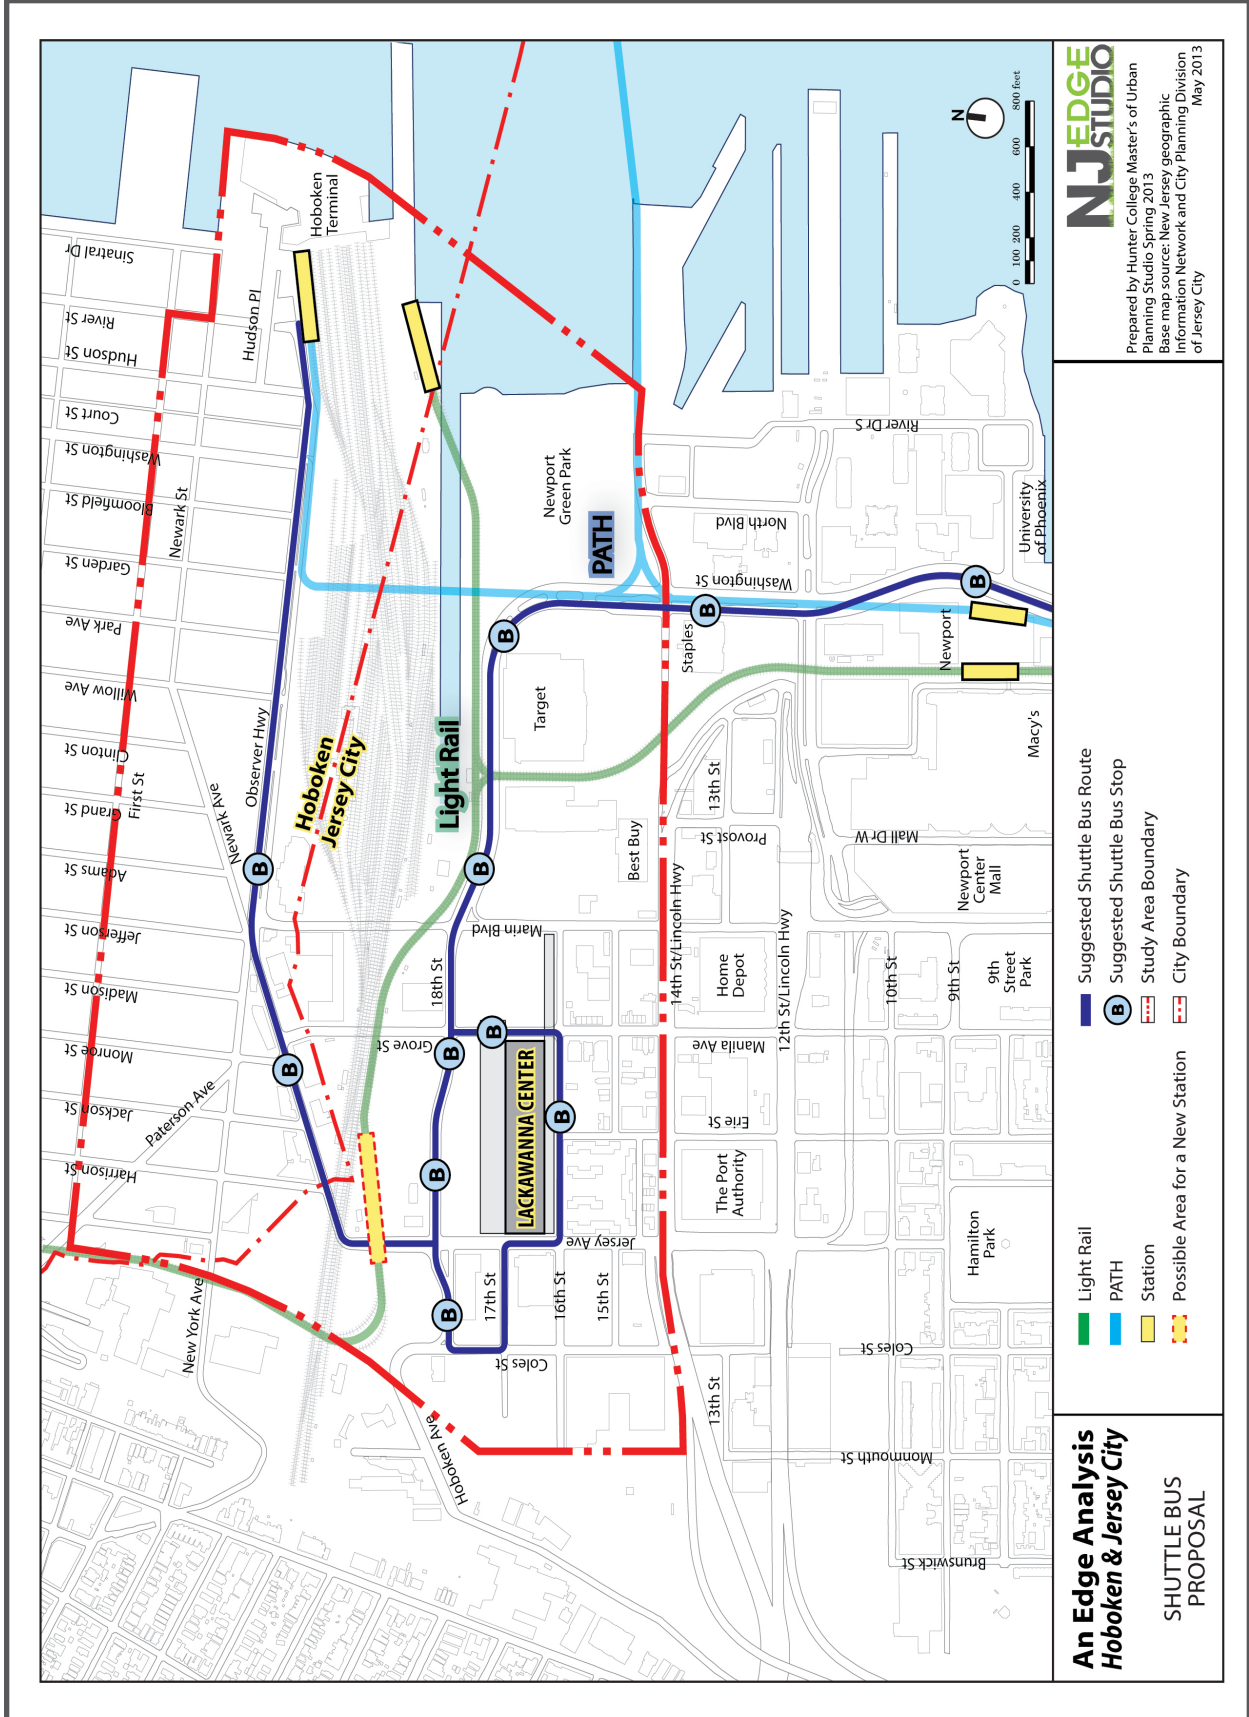 Sinatral Dr
River St
Hudson St
Court St
Washington St
Bloomfield St
Garden St
Park Ave
Willow Ave
Clinton St
Grand St
Adams St
Jefferson St
Madison St
Monroe St
Jackson St
Harrison St
First St
Newark St
Hudson Pl
Hoboken
Terminal
Observer Hwy
Newark Ave
Paterson Ave
New York Ave
Hoboken
Jersey City
Light Rail
PATH
Newport
Green Park
Target
Staples
Best Buy
18th St
Marin Blvd
Grove St
LACKAWANNA CENTER
Jersey Ave
17th St
16th St
15th St
Coles St
Hoboken Ave
14th St/Lincoln Hwy
13th St
Provost St
Washington St
North Blvd
River Dr S
University
of Phoenix
Newport
Macy's
Mall Dr W
Newport
Center
Mall
Home
Depot
12th St/Lincoln Hwy
Manila Ave
Erie St
The Port
Authority
10th St
9th St
9th
Street
Park
Hamilton
Park
Coles St
13th St
Monmouth St
Brunswick St
B
B
B
B
B
B
B
B
B
B
B
N
0 100 200 400 600 800 feet
An Edge Analysis
Hoboken & Jersey City
SHUTTLE BUS
PROPOSAL
Light Rail
PATH
Station
Possible Area for a New Station
Suggested Shuttle Bus Route
B Suggested Shuttle Bus Stop
Study Area Boundary
City Boundary
NJ EDGE
STUDIO
Prepared by Hunter College Master's of Urban
Planning Studio Spring 2013
Base map source: New Jersey geographic
Information Network and City Planning Division
of Jersey City
May 2013